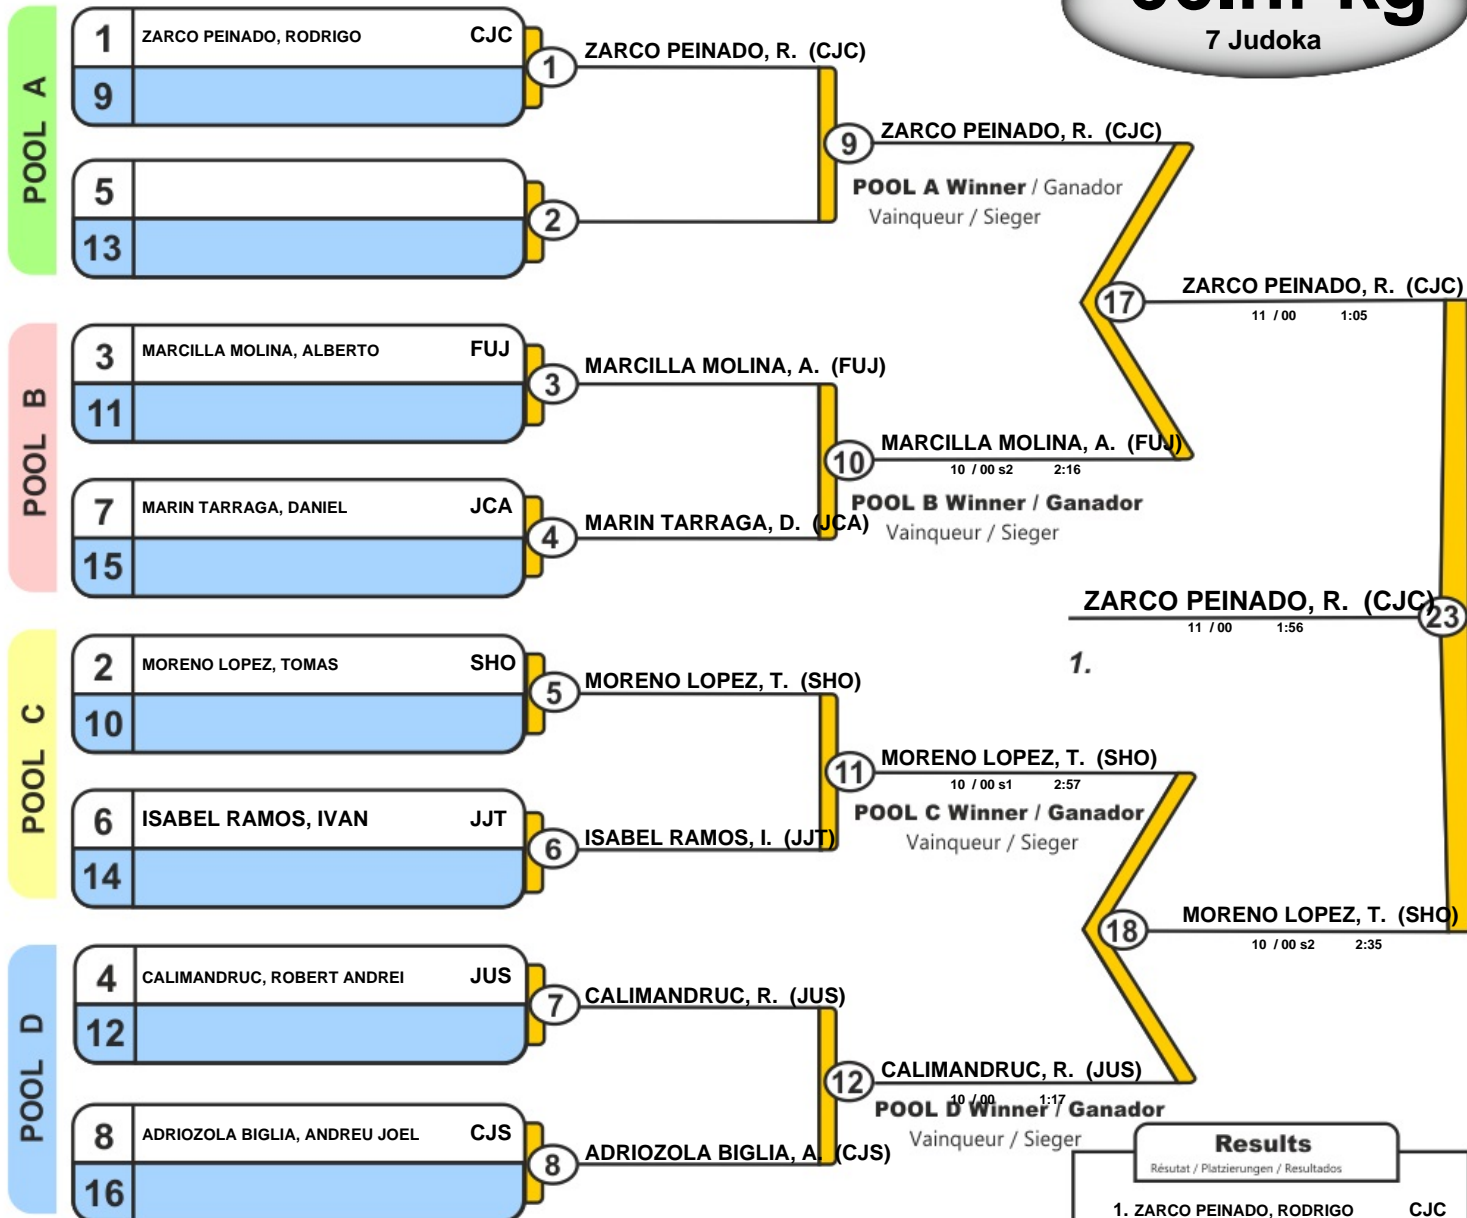 kg
7 Judoka
POOL A
1 ZARCO PEINADO, RODRIGO CJC
9
1 ZARCO PEINADO, R. (CJC)
5
13
2
9 ZARCO PEINADO, R. (CJC)
POOL A Winner / Ganador
Vainqueur / Sieger
POOL B
3 MARCILLA MOLINA, ALBERTO FUJ
11
3 MARCILLA MOLINA, A. (FUJ)
7 MARIN TARRAGA, DANIEL JCA
15
4 MARIN TARRAGA, D. (JCA)
10 MARCILLA MOLINA, A. (FUJ)
10 / 00 s2 2:16
POOL B Winner / Ganador
Vainqueur / Sieger
17 ZARCO PEINADO, R. (CJC)
11 / 00 1:05
ZARCO PEINADO, R. (CJC) 23
11 / 00 1:56
1.
POOL C
2 MORENO LOPEZ, TOMAS SHO
10
5 MORENO LOPEZ, T. (SHO)
6 ISABEL RAMOS, IVAN JJT
14
6 ISABEL RAMOS, I. (JJT)
11 MORENO LOPEZ, T. (SHO)
10 / 00 s1 2:57
POOL C Winner / Ganador
Vainqueur / Sieger
POOL D
4 CALIMANDRUC, ROBERT ANDREI JUS
12
7 CALIMANDRUC, R. (JUS)
8 ADRIOZOLA BIGLIA, ANDREU JOEL CJS
16
8 ADRIOZOLA BIGLIA, A. (CJS)
12 CALIMANDRUC, R. (JUS)
10 / 00 1:17
POOL D Winner / Ganador
Vainqueur / Sieger
18 MORENO LOPEZ, T. (SHO)
10 / 00 s2 2:35
Results
Résutat / Platzierungen / Resultados
1. ZARCO PEINADO, RODRIGO CJC